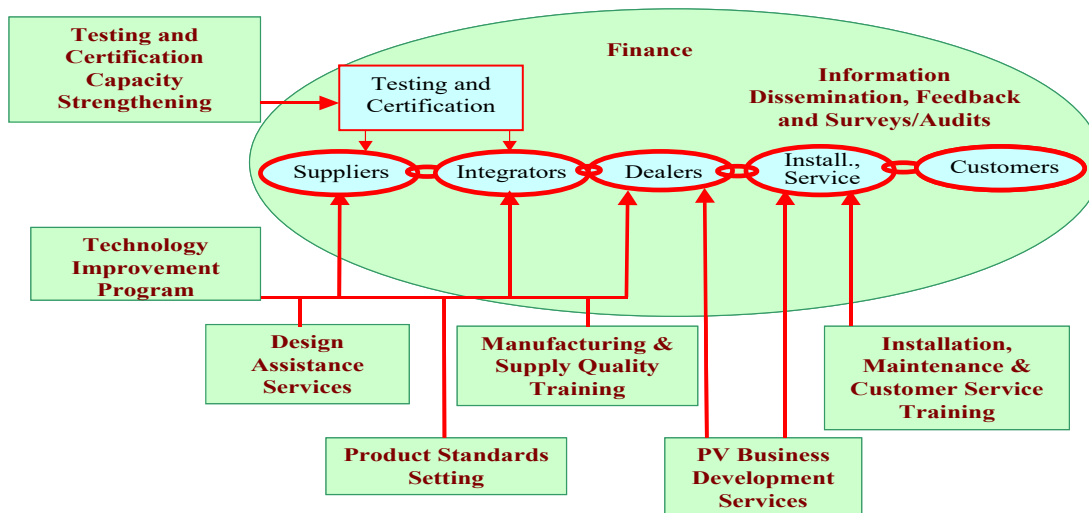 Testing and
Certification
Capacity
Strengthening
Finance
Testing and
Certification
Information
Dissemination, Feedback
and Surveys/Audits
Suppliers
Integrators
Dealers
Install.,
Service
Customers
Technology
Improvement
Program
Design
Assistance
Services
Manufacturing &
Supply Quality
Training
Installation,
Maintenance &
Customer Service
Training
Product Standards
Setting
PV Business
Development
Services